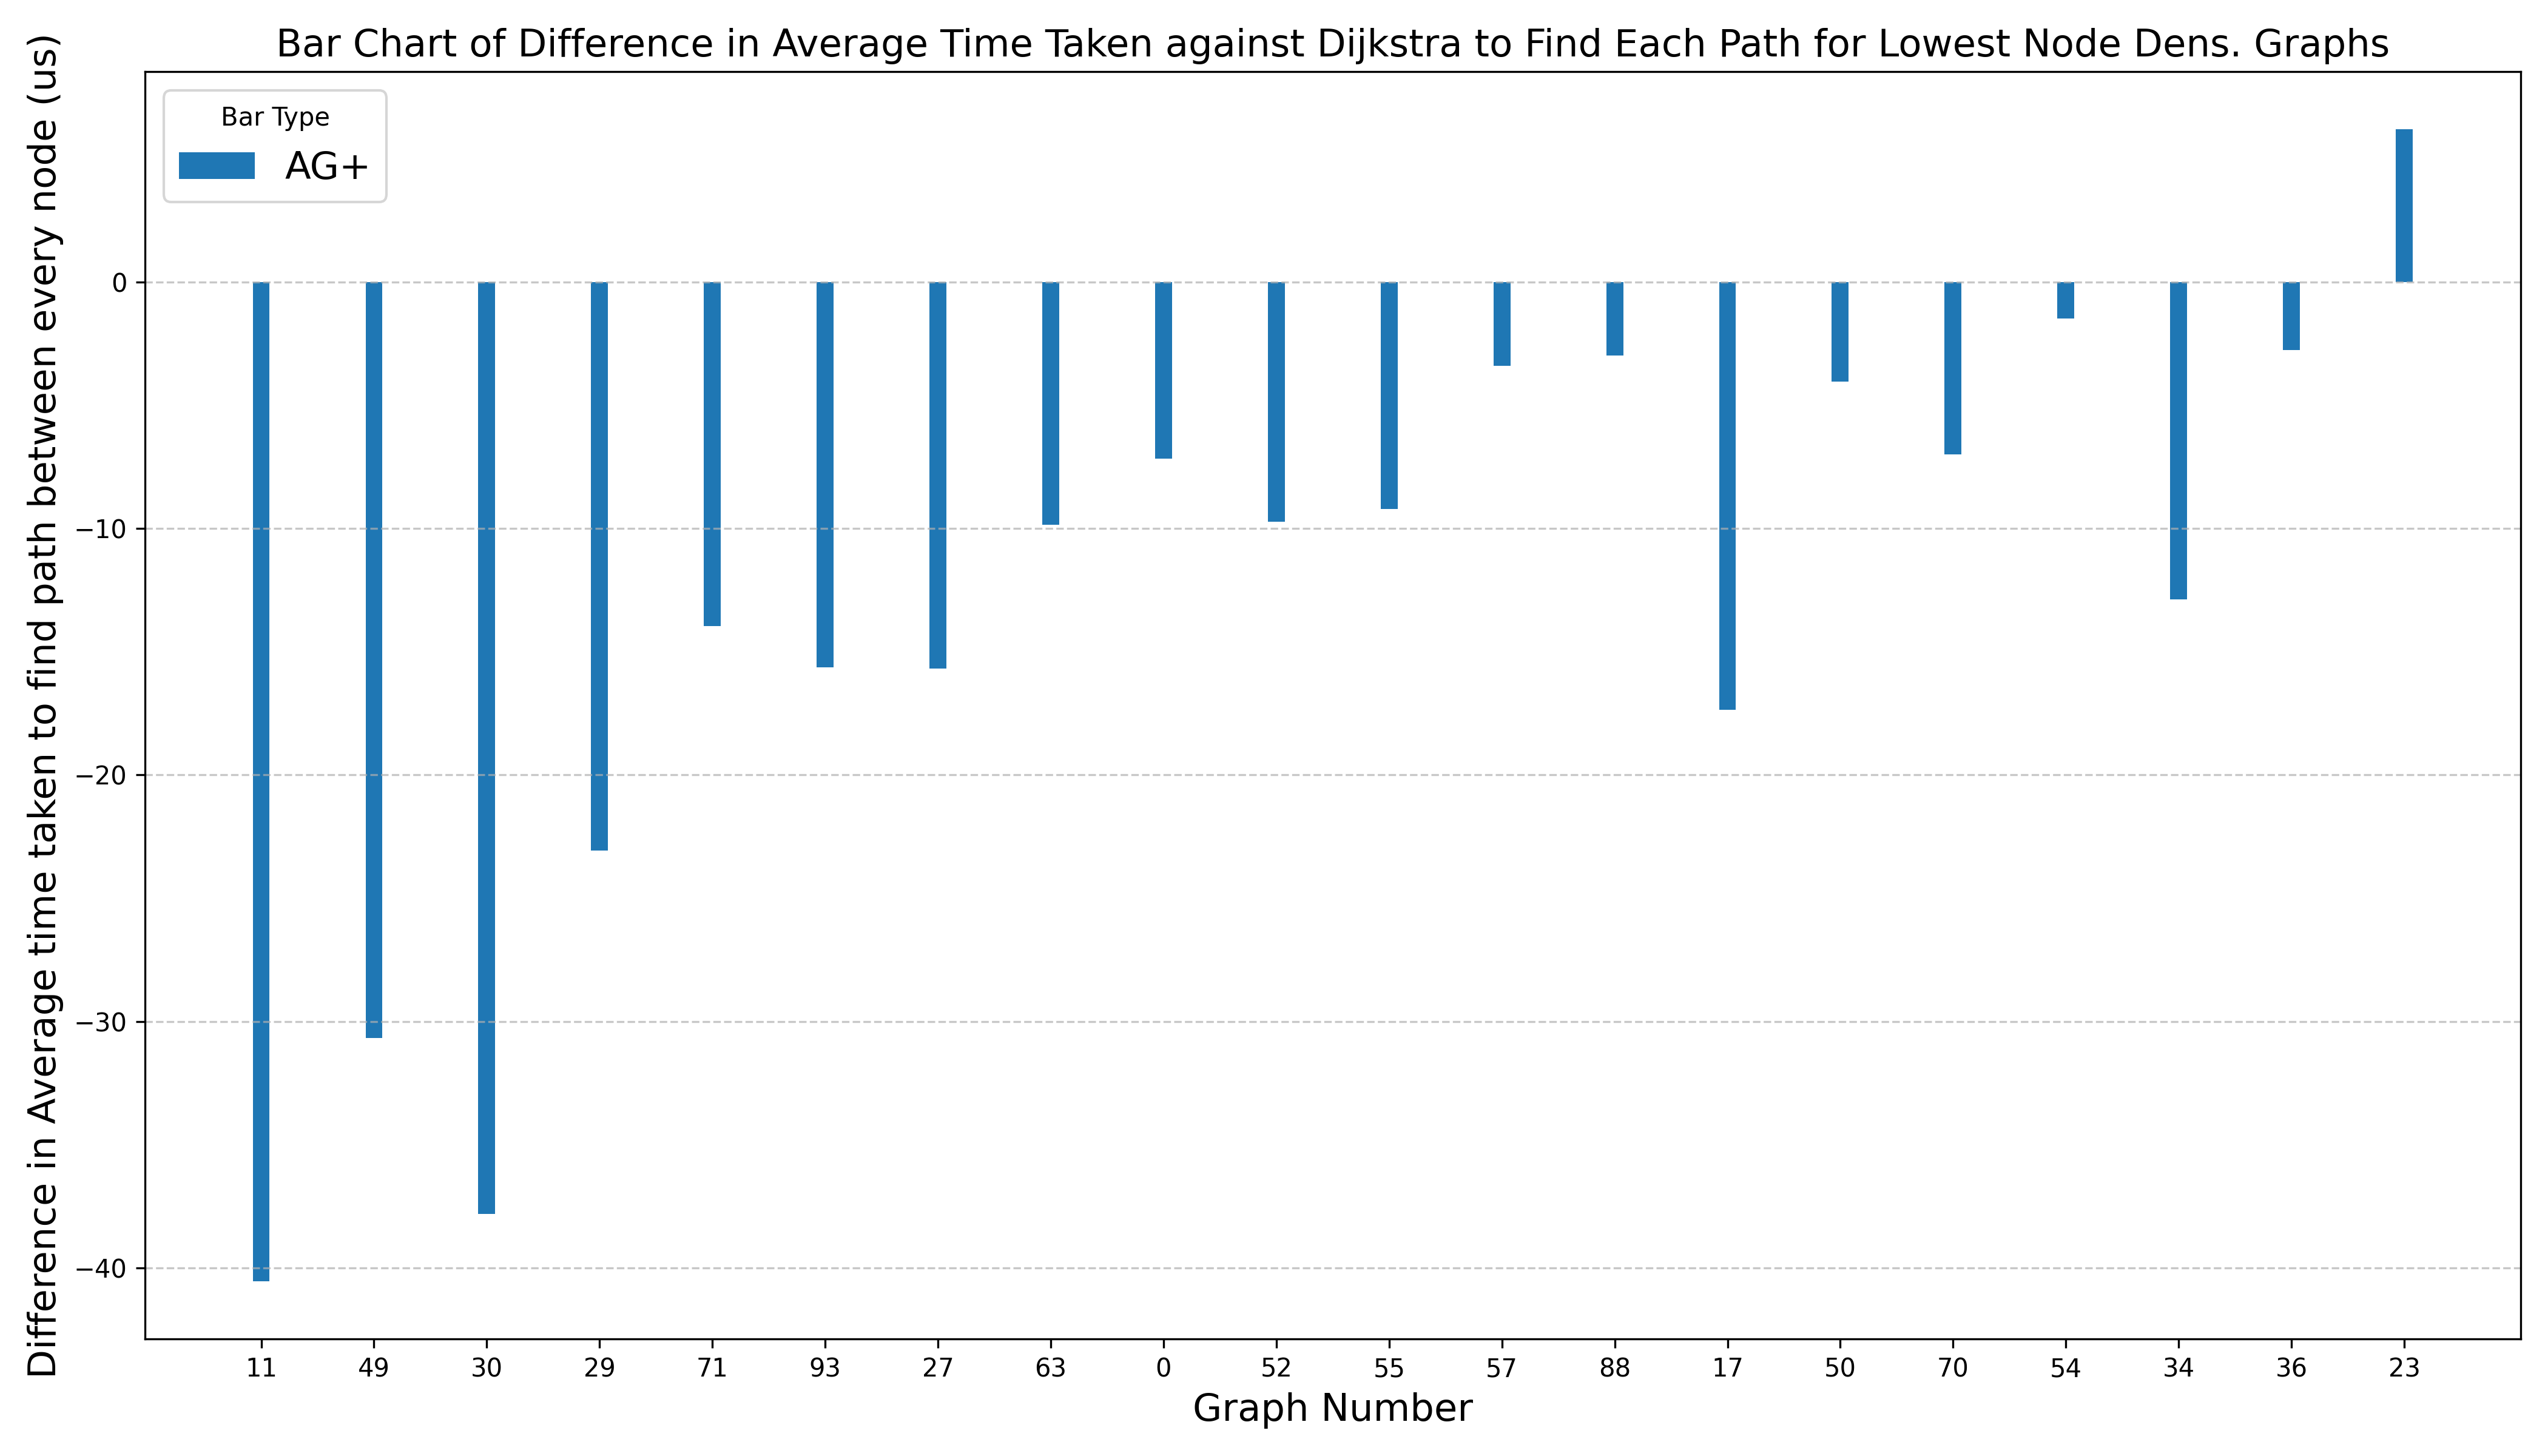 Bar Chart of Difference in Average Time Taken against Dijkstra to Find Each Path for Lowest Node Dens. Graphs
Difference in Average time taken to find path between every node (us)
Bar Type
AG+
0
−10
−20
−30
−40
11 49 30 29 71 93 27 63 0 52 55 57 88 17 50 70 54 34 36 23
Graph Number